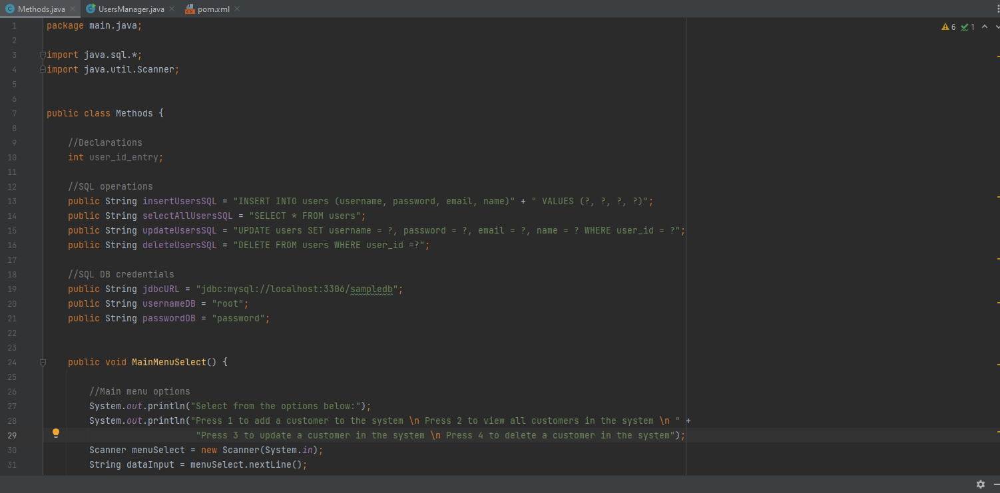 Methods.java UsersManager.java pom.xml
6 1
1 package main.java;
2
3 import java.sql.*;
4 import java.util.Scanner;
5
6
7 public class Methods {
8
9 //Declarations
10 int user_id_entry;
11
12 //SQL operations
13 public String insertUsersSQL = "INSERT INTO users (username, password, email, name)" + " VALUES (?, ?, ?, ?)";
14 public String selectAllUsersSQL = "SELECT * FROM users";
15 public String updateUsersSQL = "UPDATE users SET username = ?, password = ?, email = ?, name = ? WHERE user_id = ?";
16 public String deleteUsersSQL = "DELETE FROM users WHERE user_id =?";
17
18 //SQL DB credentials
19 public String jdbcURL = "jdbc:mysql://localhost:3306/sampledb";
20 public String usernameDB = "root";
21 public String passwordDB = "password";
22
23
24 public void MainMenuSelect() {
25
26 //Main menu options
27 System.out.println("Select from the options below:");
28 System.out.println("Press 1 to add a customer to the system \n Press 2 to view all customers in the system \n " +
29 "Press 3 to update a customer in the system \n Press 4 to delete a customer in the system");
30 Scanner menuSelect = new Scanner(System.in);
31 String dataInput = menuSelect.nextLine();